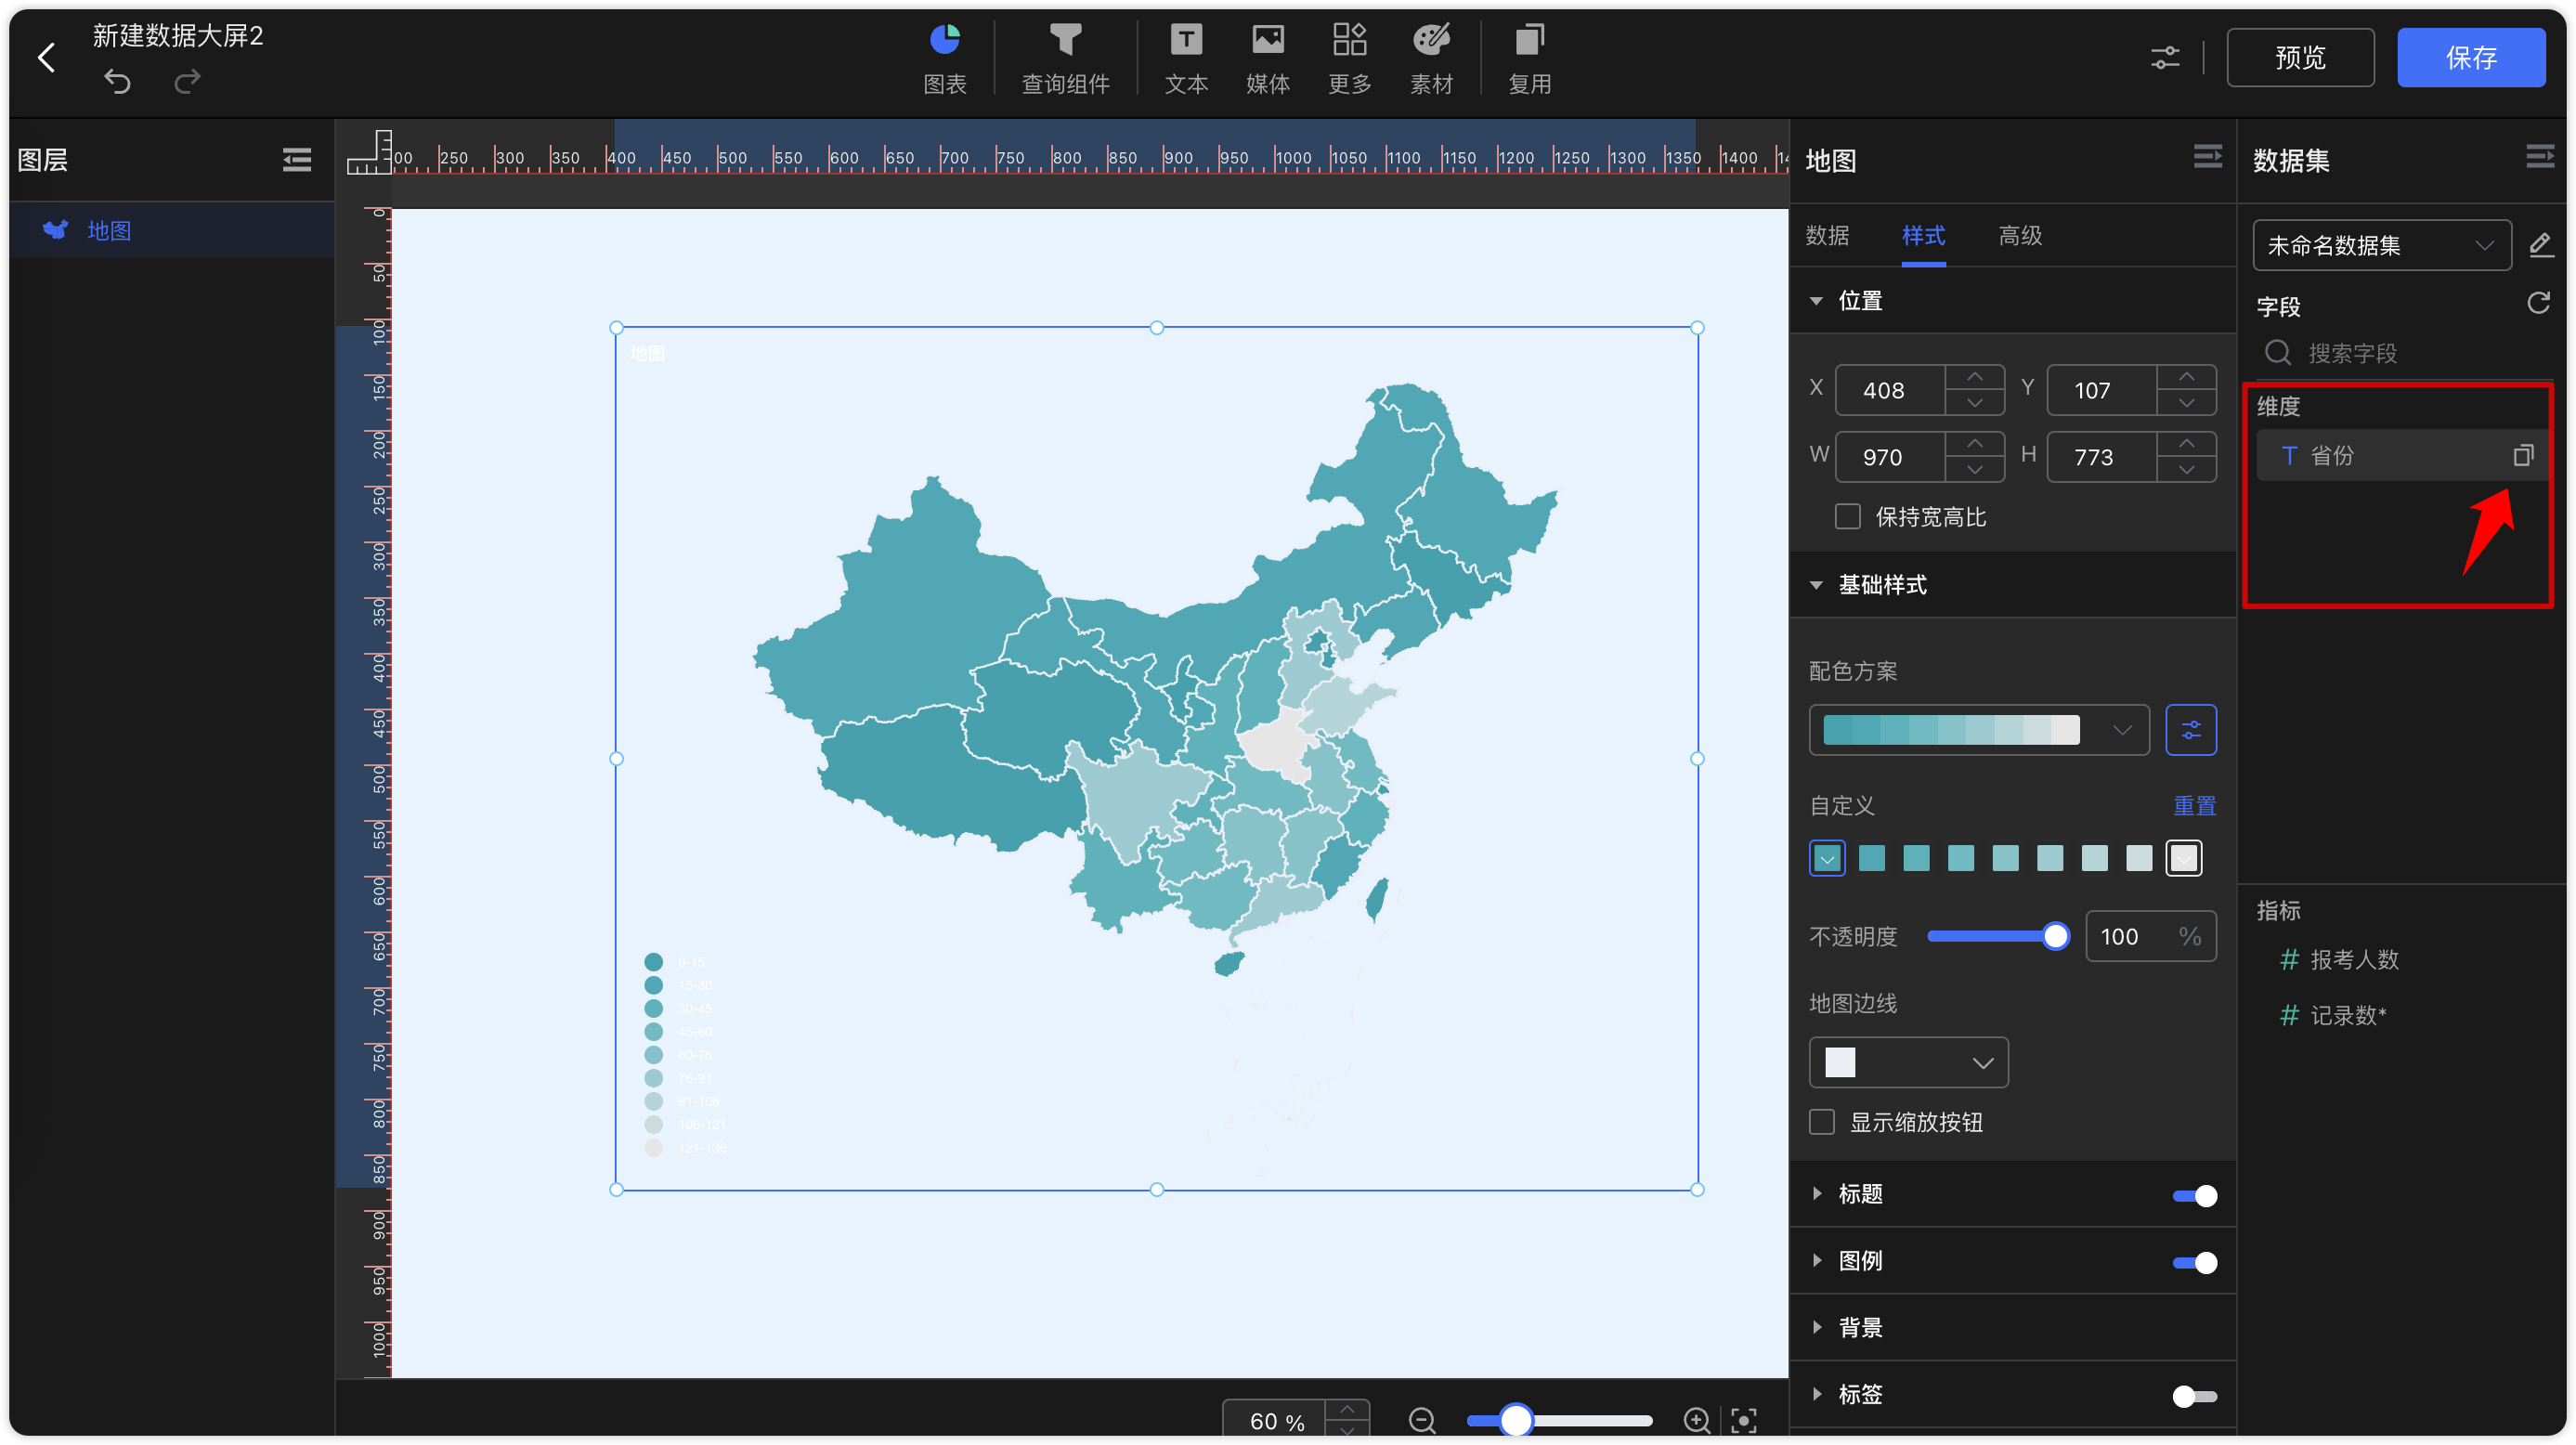 新建数据大屏2
图表
查询组件
文本
媒体
更多
素材
复用
预览
保存
图层
地图
00 250 300 350 400 450 500 550 600 650 700 750 800 850 900 950 1000 1050 1100 1150 1200 1250 1300 1350 1400 14
0
50
100
150
200
250
300
350
400
450
500
550
600
650
700
750
800
850
900
950
1000
地图
0-15
15-30
30-45
45-60
60-76
76-91
91-106
106-121
121-136
60 %
地图
数据 样式 高级
位置
X 408 Y 107
W 970 H 773
保持宽高比
基础样式
配色方案
自定义 重置
不透明度 100 %
地图边线
显示缩放按钮
标题
图例
背景
标签
数据集
未命名数据集
字段
搜索字段
维度
T 省份
指标
# 报考人数
# 记录数*